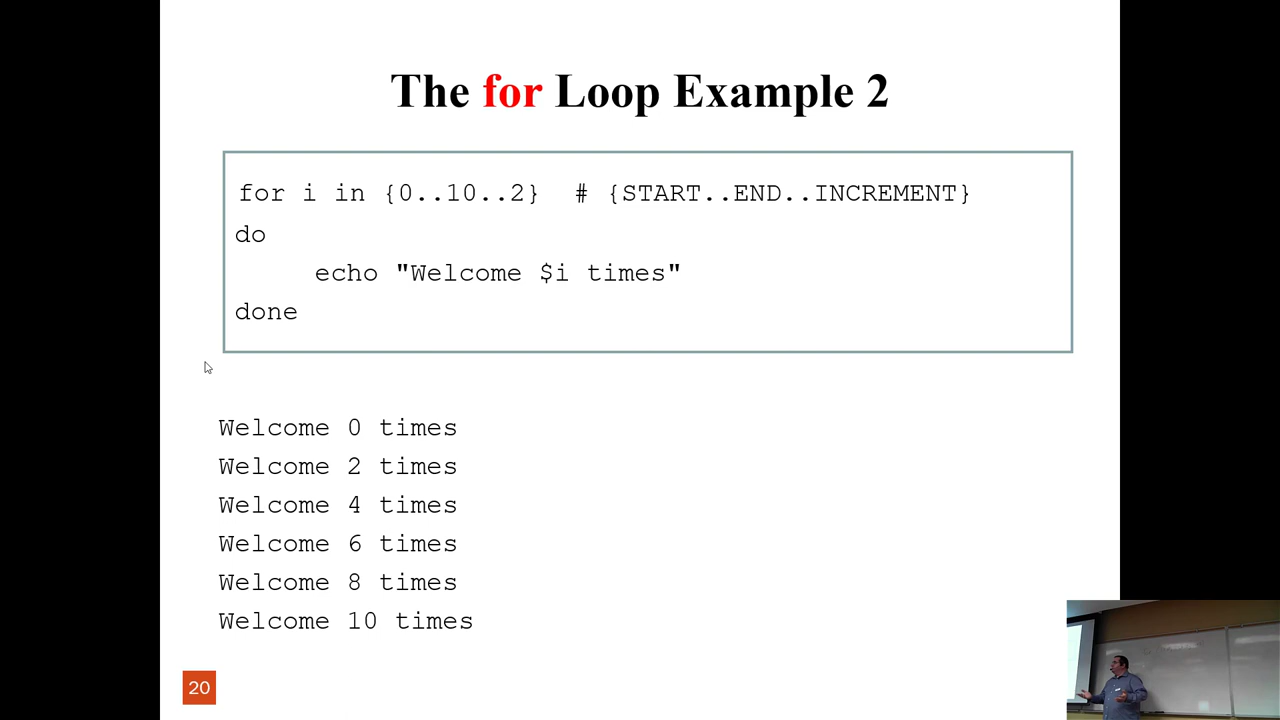 The for Loop Example 2
for i in {0..10..2}  # {START..END..INCREMENT}
do
     echo "Welcome $i times"
done
Welcome 0 times
Welcome 2 times
Welcome 4 times
Welcome 6 times
Welcome 8 times
Welcome 10 times
20